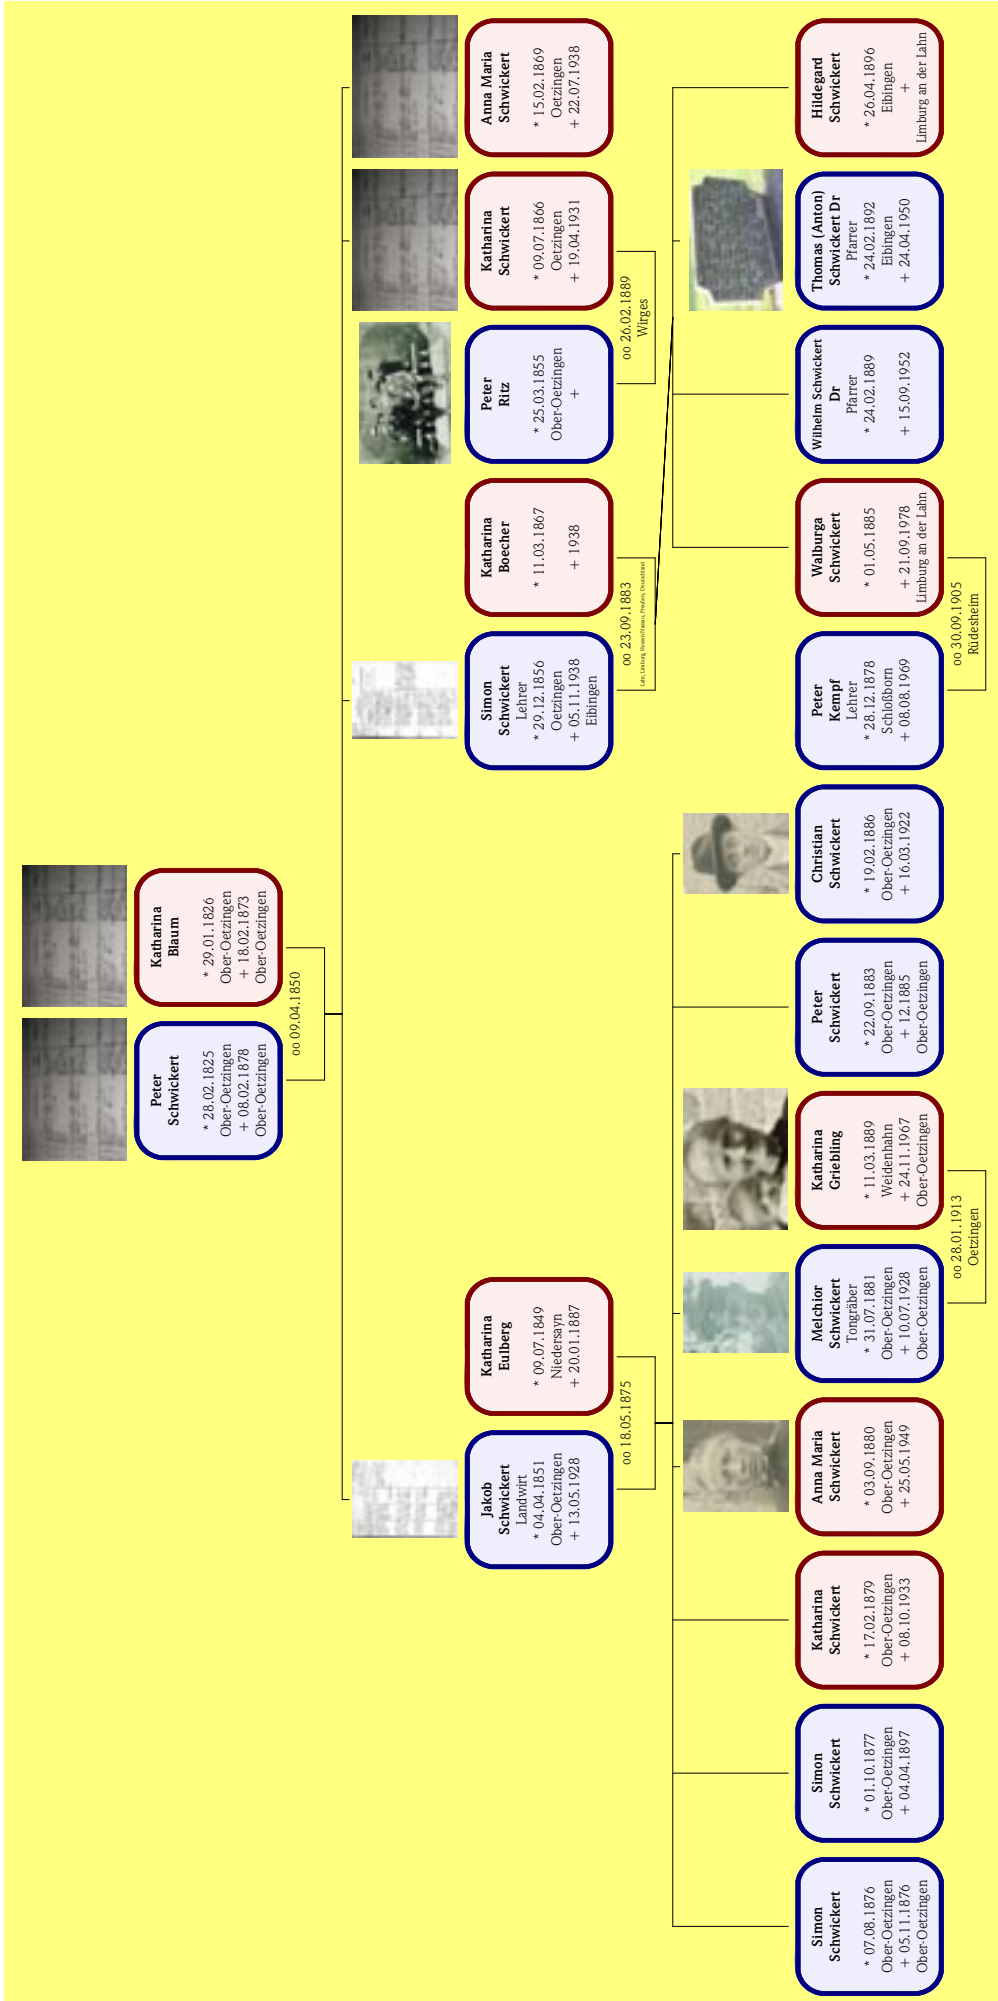 Peter
Schwickert
* 28.02.1825
Ober-Oetzingen
+ 08.02.1878
Ober-Oetzingen
Katharina
Blaum
* 29.01.1826
Ober-Oetzingen
+ 18.02.1873
Ober-Oetzingen
oo 09.04.1850
Jakob
Schwickert
Landwirt
* 04.04.1851
Ober-Oetzingen
+ 13.05.1928
Katharina
Eulberg
* 09.07.1849
Niedersayn
+ 20.01.1887
oo 18.05.1875
Simon
Schwickert
Lehrer
* 29.12.1856
Oetzingen
+ 05.11.1938
Eibingen
Katharina
Boecher
* 11.03.1867
+ 1938
oo 23.09.1883
Lahr, Limburg, Hessen-Nassau, Preußen, Deutschland
Peter
Ritz
* 25.03.1855
Ober-Oetzingen
+
Katharina
Schwickert
* 09.07.1866
Oetzingen
+ 19.04.1931
oo 26.02.1889
Wirges
Anna Maria
Schwickert
* 15.02.1869
Oetzingen
+ 22.07.1938
Simon
Schwickert
* 07.08.1876
Ober-Oetzingen
+ 05.11.1876
Ober-Oetzingen
Simon
Schwickert
* 01.10.1877
Ober-Oetzingen
+ 04.04.1897
Katharina
Schwickert
* 17.02.1879
Ober-Oetzingen
+ 08.10.1933
Anna Maria
Schwickert
* 03.09.1880
Ober-Oetzingen
+ 25.05.1949
Melchior
Schwickert
Tongräber
* 31.07.1881
Ober-Oetzingen
+ 10.07.1928
Ober-Oetzingen
Katharina
Griebling
* 11.03.1889
Weidenhahn
+ 24.11.1967
Ober-Oetzingen
oo 28.01.1913
Oetzingen
Peter
Schwickert
* 22.09.1883
Ober-Oetzingen
+ 12.1885
Ober-Oetzingen
Christian
Schwickert
* 19.02.1886
Ober-Oetzingen
+ 16.03.1922
Peter
Kempf
Lehrer
* 28.12.1878
Schloßborn
+ 08.08.1969
Walburga
Schwickert
* 01.05.1885
+ 21.09.1978
Limburg an der Lahn
oo 30.09.1905
Rüdesheim
Wilhelm Schwickert
Dr
Pfarrer
* 24.02.1889
+ 15.09.1952
Thomas (Anton)
Schwickert Dr
Pfarrer
* 24.02.1892
Eibingen
+ 24.04.1950
Hildegard
Schwickert
* 26.04.1896
Eibingen
+
Limburg an der Lahn